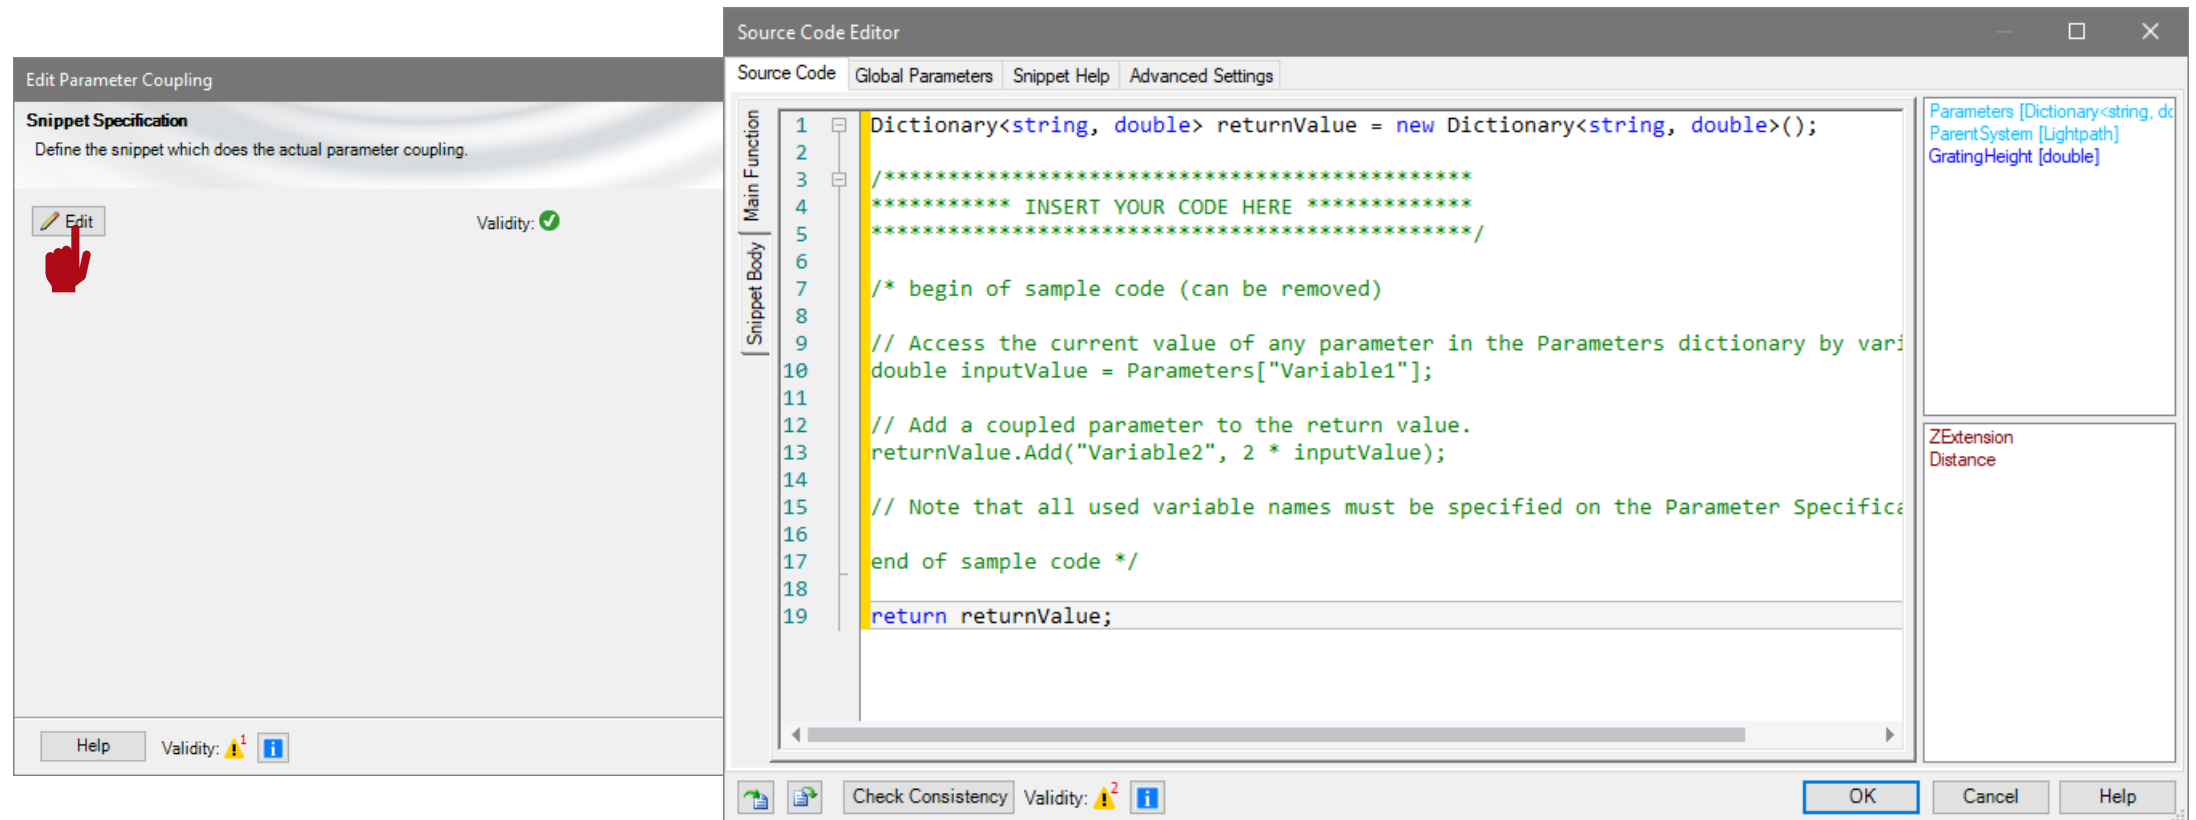 Edit Parameter Coupling
Snippet Specification
Define the snippet which does the actual parameter coupling.
Edit
Validity:
Help
Validity:
1
Source Code Editor
Source Code
Global Parameters
Snippet Help
Advanced Settings
Main Function
Snippet Body
1 Dictionary<string, double> returnValue = new Dictionary<string, double>();
2
3 /**********************************************
4 *********** INSERT YOUR CODE HERE *************
5 ***********************************************/
6
7 /* begin of sample code (can be removed)
8
9 // Access the current value of any parameter in the Parameters dictionary by vari
10 double inputValue = Parameters["Variable1"];
11
12 // Add a coupled parameter to the return value.
13 returnValue.Add("Variable2", 2 * inputValue);
14
15 // Note that all used variable names must be specified on the Parameter Specifica
16
17 end of sample code */
18
19 return returnValue;
Parameters [Dictionary<string, do
ParentSystem [Lightpath]
GratingHeight [double]
ZExtension
Distance
Check Consistency
Validity:
2
OK
Cancel
Help